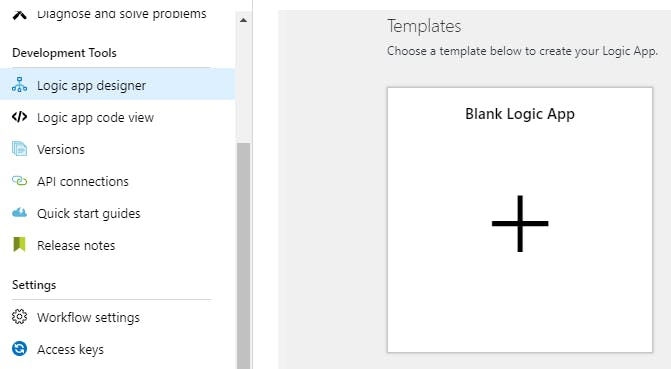 Diagnose and solve problems
Development Tools
Logic app designer
Logic app code view
Versions
API connections
Quick start guides
Release notes
Settings
Workflow settings
Access keys
Templates
Choose a template below to create your Logic App.
Blank Logic App